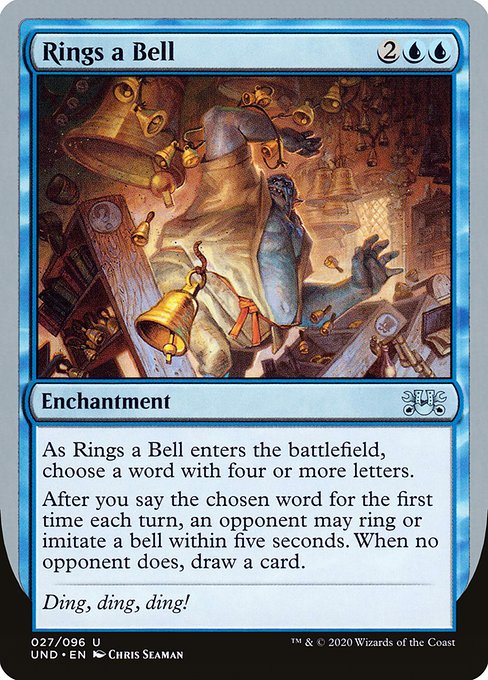 Rings a Bell 2
Enchantment
As Rings a Bell enters the battlefield,
choose a word with four or more letters.
After you say the chosen word for the first
time each turn, an opponent may ring or
imitate a bell within five seconds. When no
opponent does, draw a card.
Ding, ding, ding!
027/096 U
UND • EN Chris Seaman
™ & © 2020 Wizards of the Coast